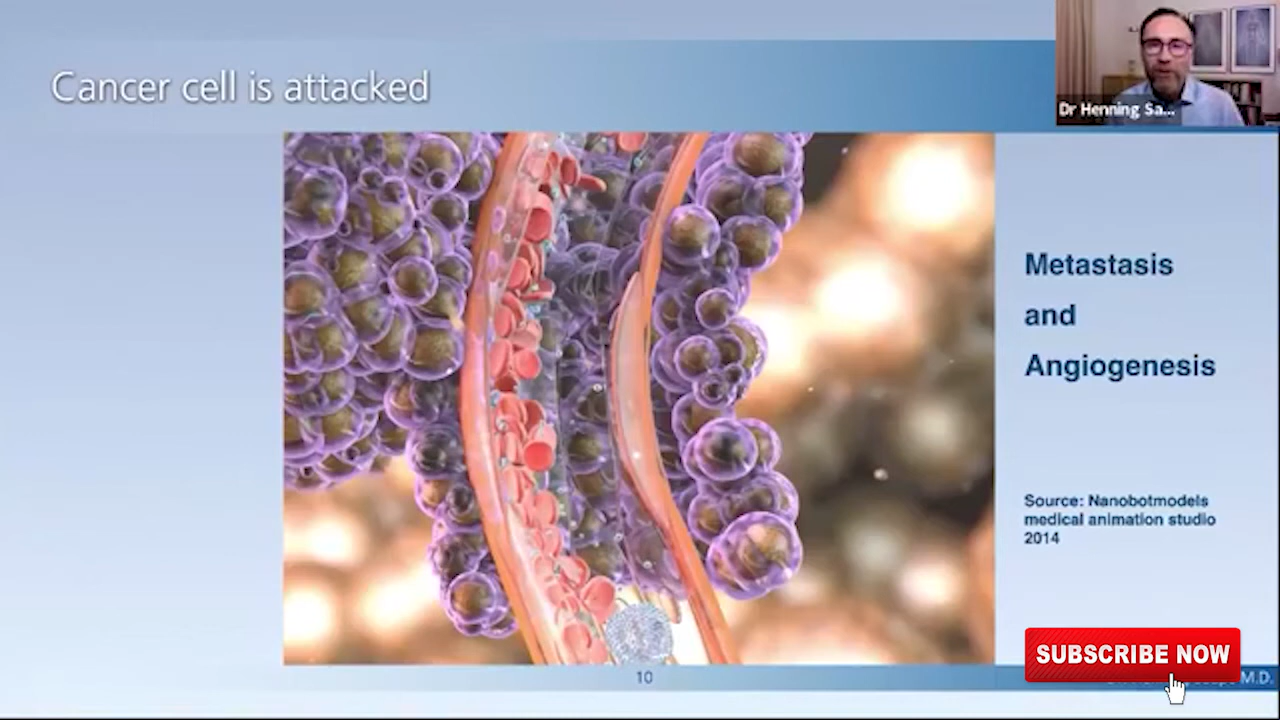 Cancer cell is attacked
Dr Henning Sa...
Metastasis
and
Angiogenesis
Source: Nanobotmodels
medical animation studio
2014
SUBSCRIBE NOW
10
M.D.